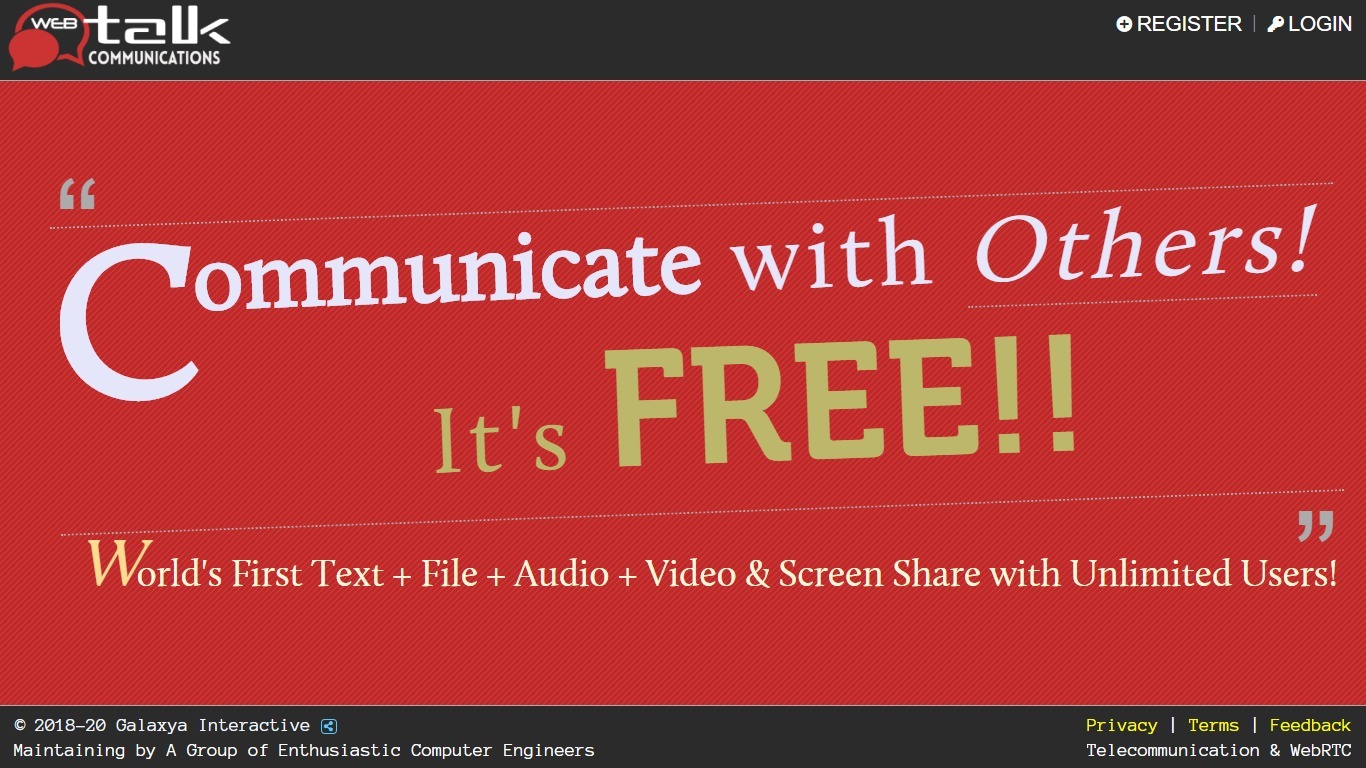 WEB talk
COMMUNICATIONS
REGISTER | LOGIN
“
Communicate with Others!
It's FREE!!
”
World's First Text + File + Audio + Video & Screen Share with Unlimited Users!
© 2018-20 Galaxya Interactive
Privacy | Terms | Feedback
Maintaining by A Group of Enthusiastic Computer Engineers
Telecommunication & WebRTC